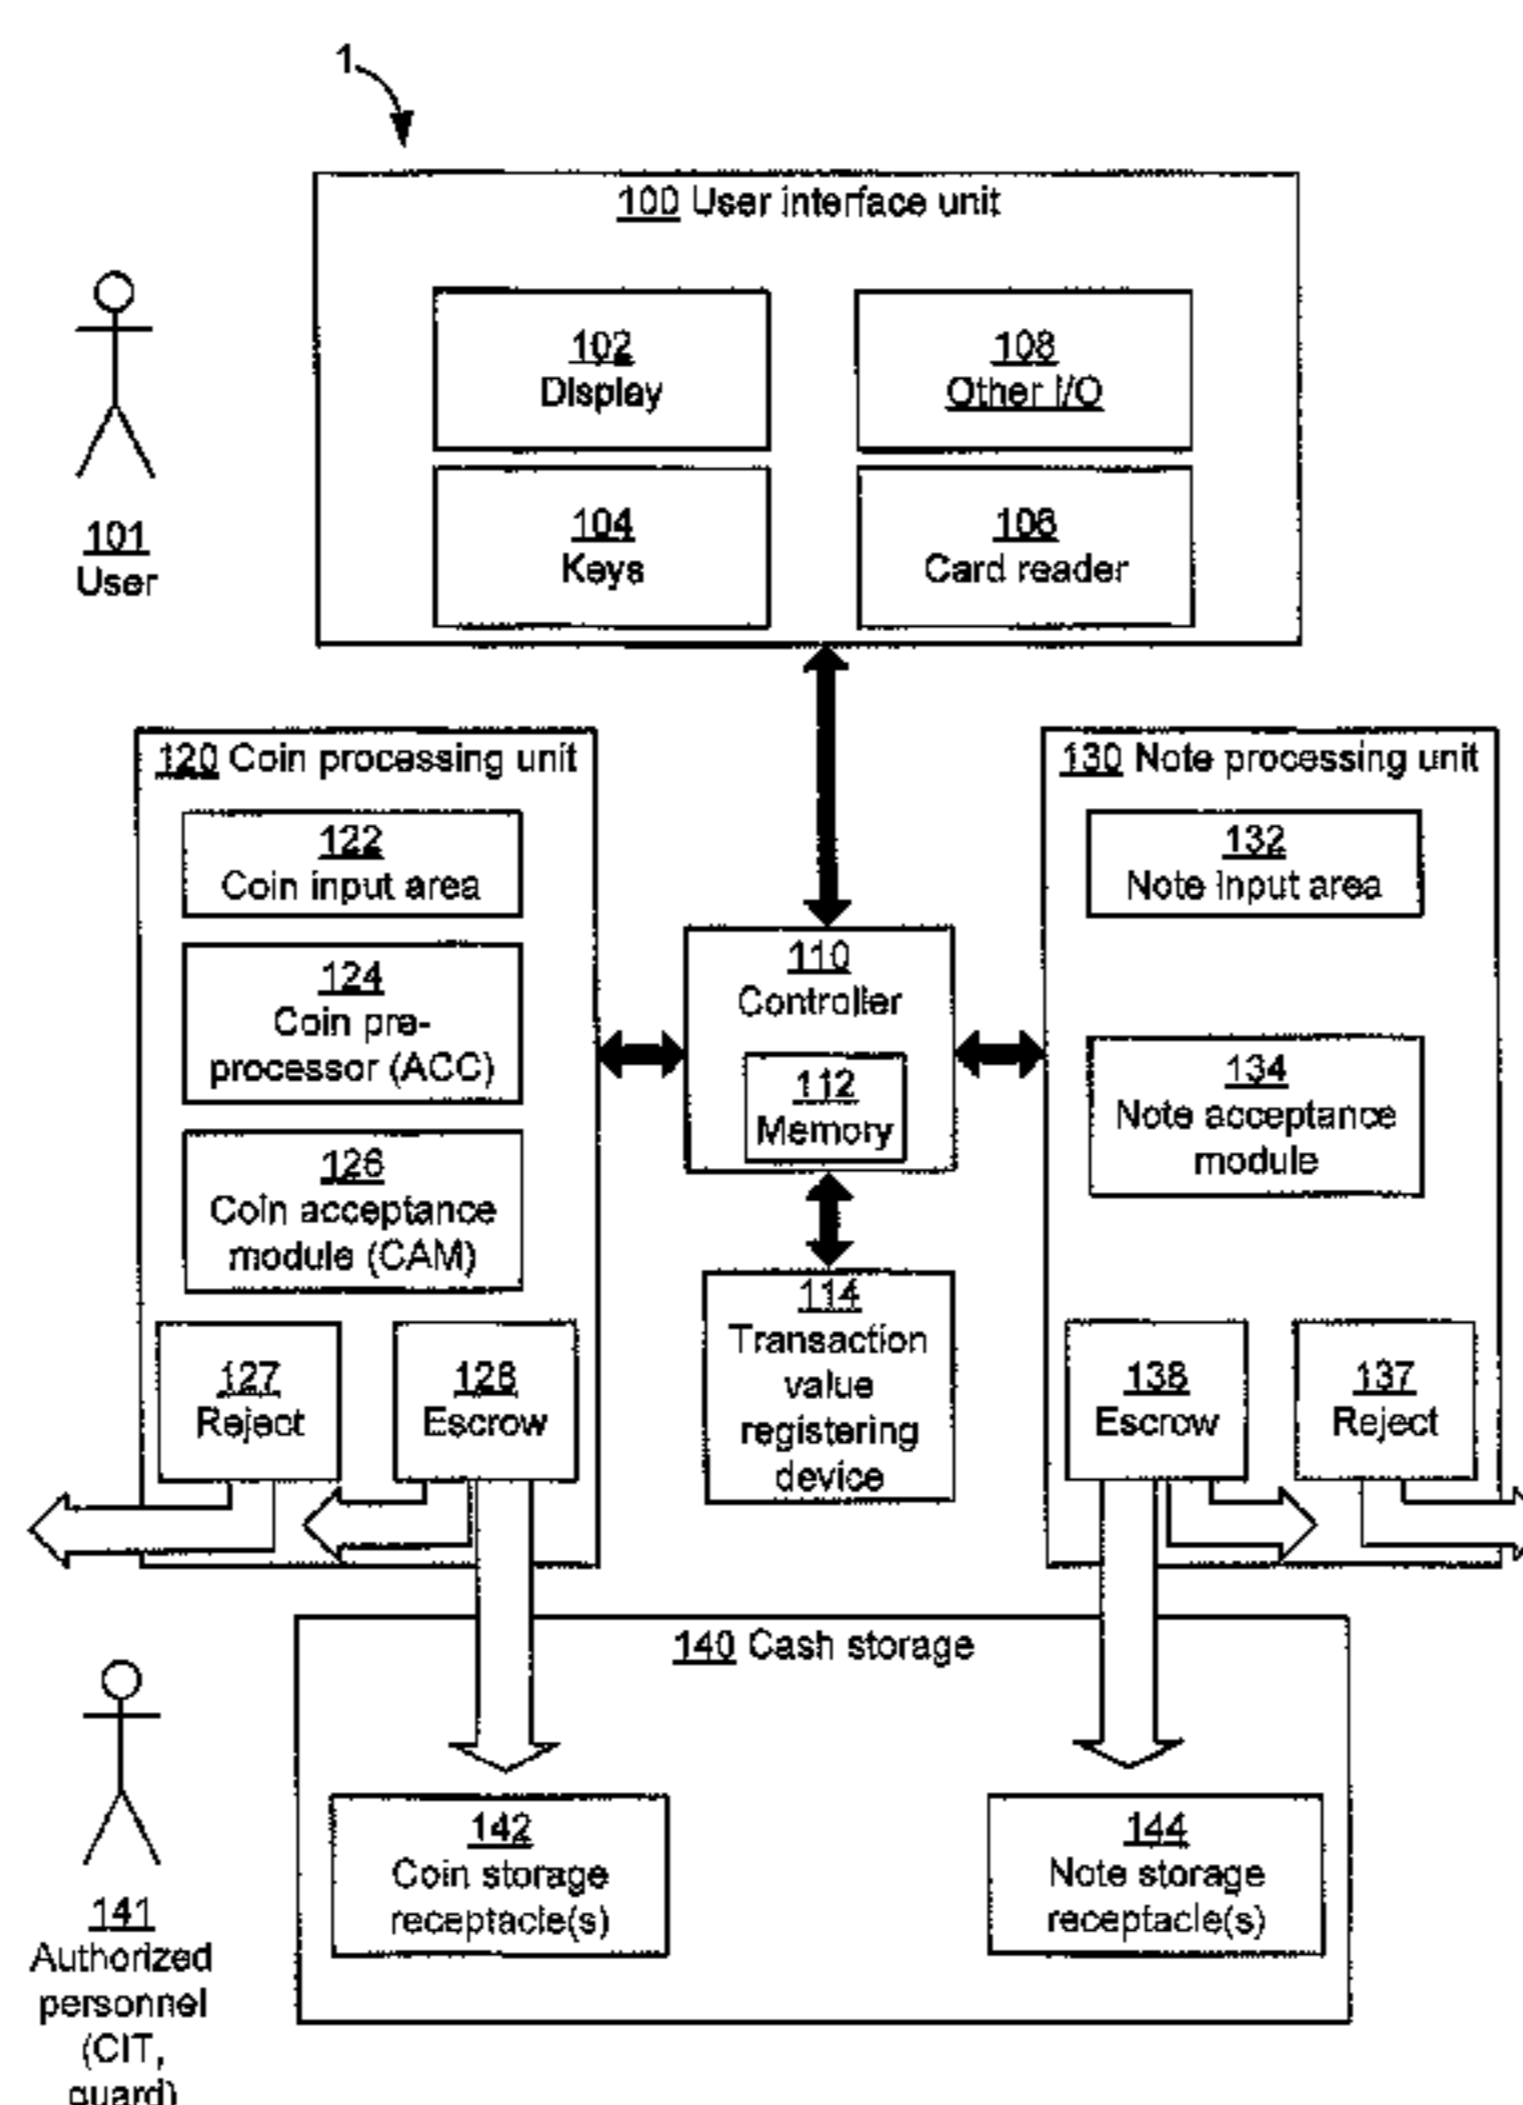 1
100 User interface unit
102
Display
108
Other I/O
104
Keys
106
Card reader
101
User
120 Coin processing unit
122
Coin input area
124
Coin pre-
processor (ACC)
126
Coin acceptance
module (CAM)
127
Reject
128
Escrow
110
Controller
112
Memory
114
Transaction
value
registering
device
130 Note processing unit
132
Note input area
134
Note acceptance
module
138
Escrow
137
Reject
140 Cash storage
142
Coin storage
receptacle(s)
144
Note storage
receptacle(s)
141
Authorized
personnel
(CIT,
guard)